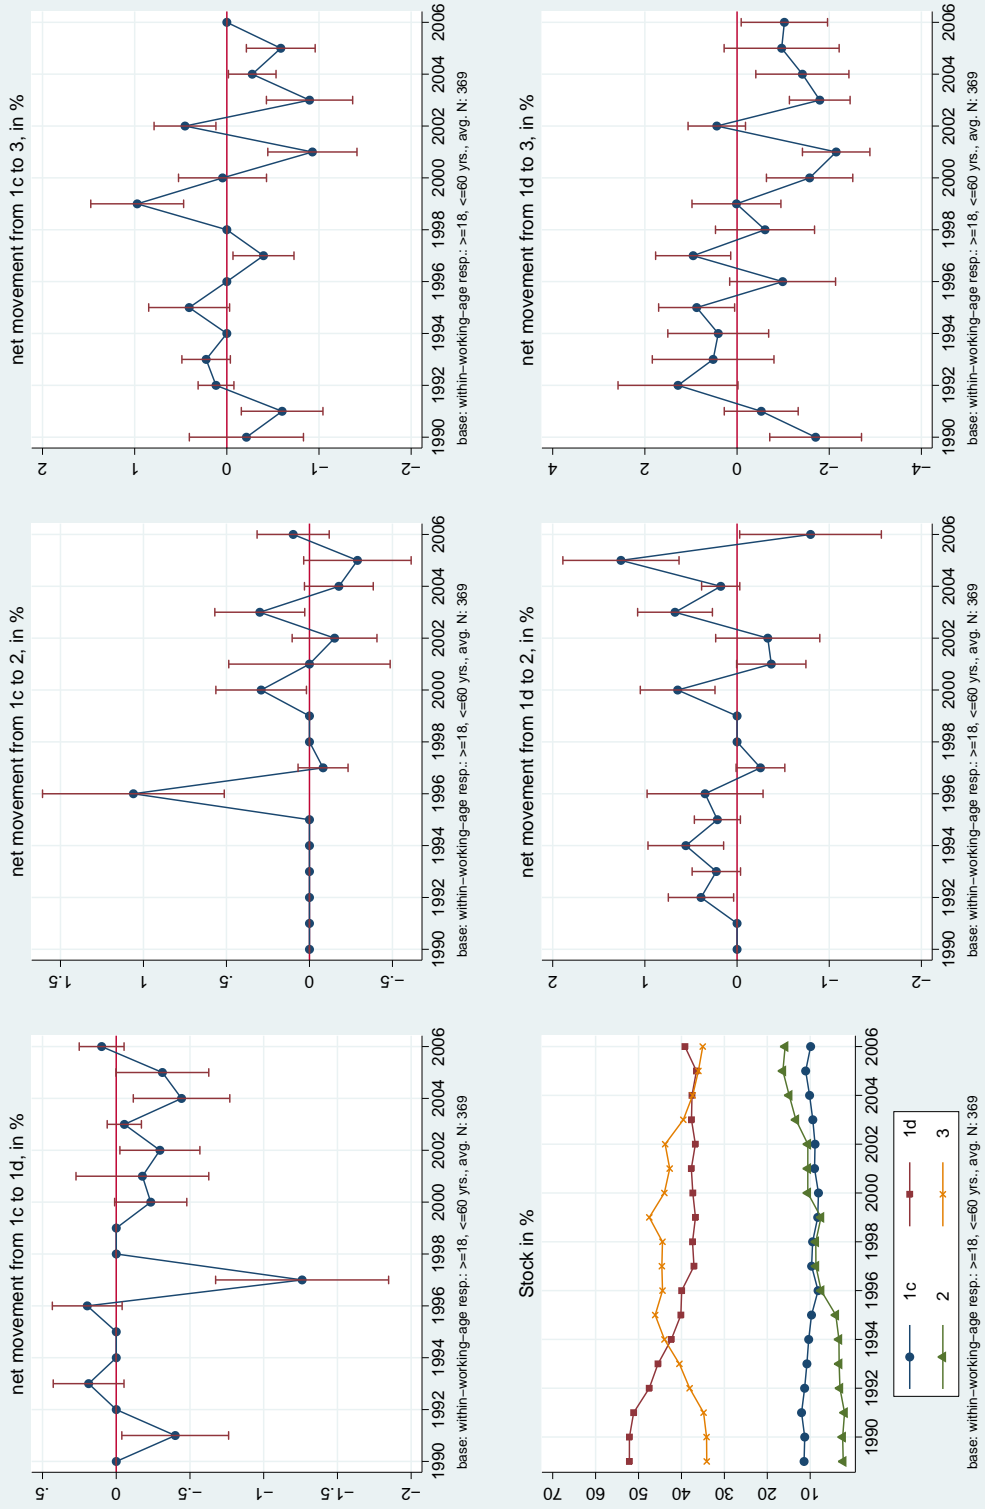 net movement from 1c to 1d, in %
.5
0
−.5
−1
−1.5
−2
1990 1992 1994 1996 1998 2000 2002 2004 2006
base: within−working−age resp.: >=18, <=60 yrs., avg. N: 369
net movement from 1c to 2, in %
1.5
1
.5
0
−.5
1990 1992 1994 1996 1998 2000 2002 2004 2006
base: within−working−age resp.: >=18, <=60 yrs., avg. N: 369
net movement from 1c to 3, in %
2
1
0
−1
−2
1990 1992 1994 1996 1998 2000 2002 2004 2006
base: within−working−age resp.: >=18, <=60 yrs., avg. N: 369
Stock in %
70
60
50
40
30
20
10
1990 1992 1994 1996 1998 2000 2002 2004 2006
1c 1d
2 3
base: within−working−age resp.: >=18, <=60 yrs., avg. N: 369
net movement from 1d to 2, in %
2
1
0
−1
−2
1990 1992 1994 1996 1998 2000 2002 2004 2006
base: within−working−age resp.: >=18, <=60 yrs., avg. N: 369
net movement from 1d to 3, in %
4
2
0
−2
−4
1990 1992 1994 1996 1998 2000 2002 2004 2006
base: within−working−age resp.: >=18, <=60 yrs., avg. N: 369